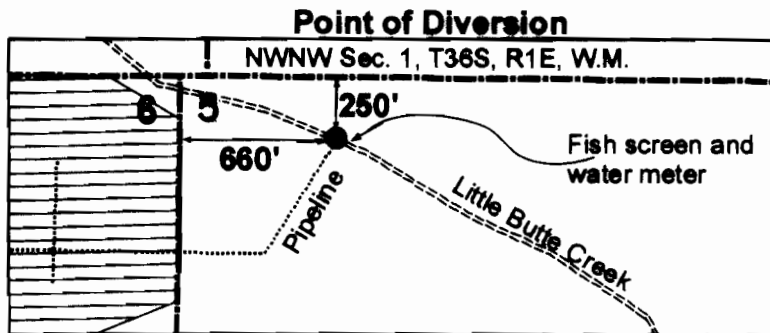 Point of Diversion
NWNW Sec. 1, T36S, R1E, W.M.
6 5
250'
660'
Fish screen and
water meter
Pipeline
Little Butte Creek